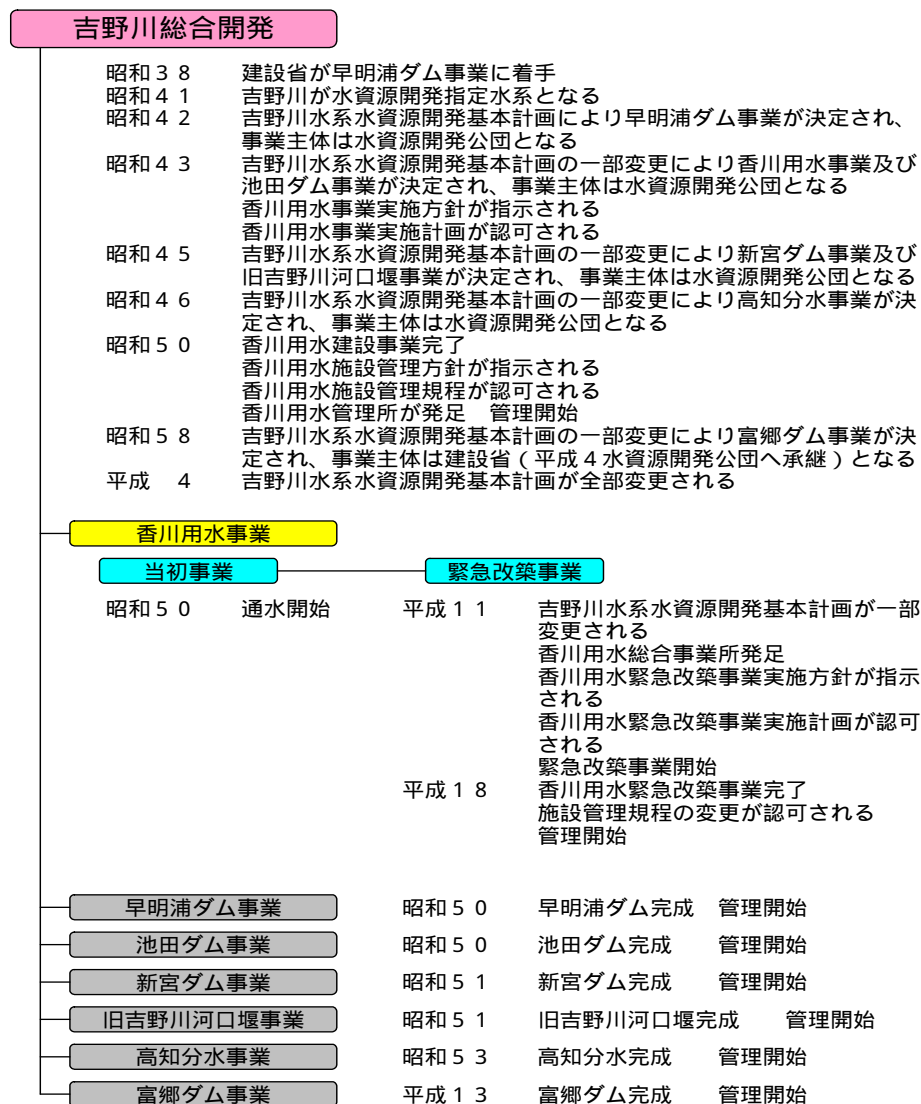 吉野川総合開発
昭和３８　建設省が早明浦ダム事業に着手
昭和４１　吉野川が水資源開発指定水系となる
昭和４２　吉野川水系水資源開発基本計画により早明浦ダム事業が決定され、
事業主体は水資源開発公団となる
昭和４３　吉野川水系水資源開発基本計画の一部変更により香川用水事業及び
池田ダム事業が決定され、事業主体は水資源開発公団となる
香川用水事業実施方針が指示される
香川用水事業実施計画が認可される
昭和４５　吉野川水系水資源開発基本計画の一部変更により新宮ダム事業及び
旧吉野川河口堰事業が決定され、事業主体は水資源開発公団となる
昭和４６　吉野川水系水資源開発基本計画の一部変更により高知分水事業が決
定され、事業主体は水資源開発公団となる
昭和５０　香川用水建設事業完了
香川用水施設管理方針が指示される
香川用水施設管理規程が認可される
香川用水管理所が発足　管理開始
昭和５８　吉野川水系水資源開発基本計画の一部変更により富郷ダム事業が決
定され、事業主体は建設省（平成４水資源開発公団へ承継）となる
平成　４　吉野川水系水資源開発基本計画が全部変更される
香川用水事業
当初事業　緊急改築事業
昭和５０　通水開始　平成１１　吉野川水系水資源開発基本計画が一部
変更される
香川用水総合事業所発足
香川用水緊急改築事業実施方針が指示
される
香川用水緊急改築事業実施計画が認可
される
緊急改築事業開始
平成１８　香川用水緊急改築事業完了
施設管理規程の変更が認可される
管理開始
早明浦ダム事業　昭和５０　早明浦ダム完成　管理開始
池田ダム事業　昭和５０　池田ダム完成　管理開始
新宮ダム事業　昭和５１　新宮ダム完成　管理開始
旧吉野川河口堰事業　昭和５１　旧吉野川河口堰完成　管理開始
高知分水事業　昭和５３　高知分水完成　管理開始
富郷ダム事業　平成１３　富郷ダム完成　管理開始